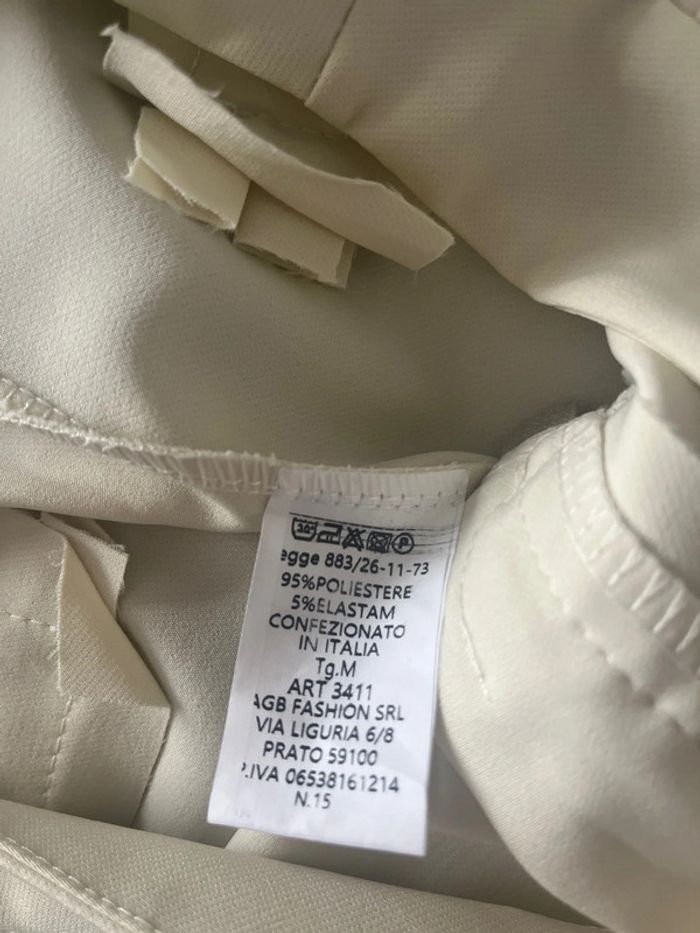 30°
egge 883/26-11-73
95%POLIESTERE
5%ELASTAM
CONFEZIONATO
IN ITALIA
Tg.M
ART 3411
AGB FASHION SRL
VIA LIGURIA 6/8
PRATO 59100
P.IVA 06538161214
N.15